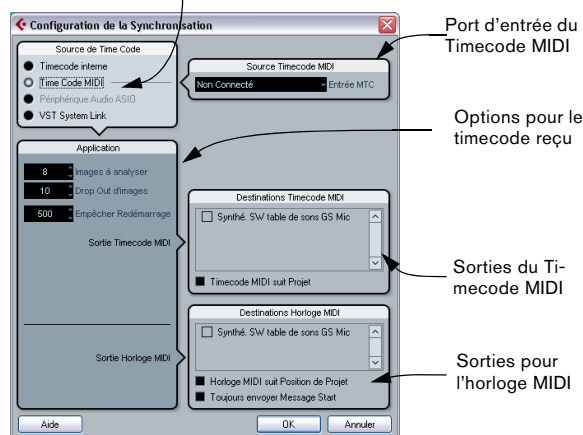 Configuration de la Synchronisation
Source de Time Code
Timecode interne
Time Code MIDI
Périphérique Audio ASIO
VST System Link
Source Timecode MIDI
Non Connecté
Entrée MTC
Application
8 Images à analyser
10 Drop Out d'images
500 Empêcher Redémarrage
Sortie Timecode MIDI
Destinations Timecode MIDI
Synthé. SW table de sons GS Mic
Timecode MIDI suit Projet
Sortie Horloge MIDI
Destinations Horloge MIDI
Synthé. SW table de sons GS Mic
Horloge MIDI suit Position de Projet
Toujours envoyer Message Start
Aide
OK
Annuler
Port d'entrée du
Timecode MIDI
Options pour le
timecode reçu
Sorties du Ti-
mecode MIDI
Sorties pour
l'horloge MIDI